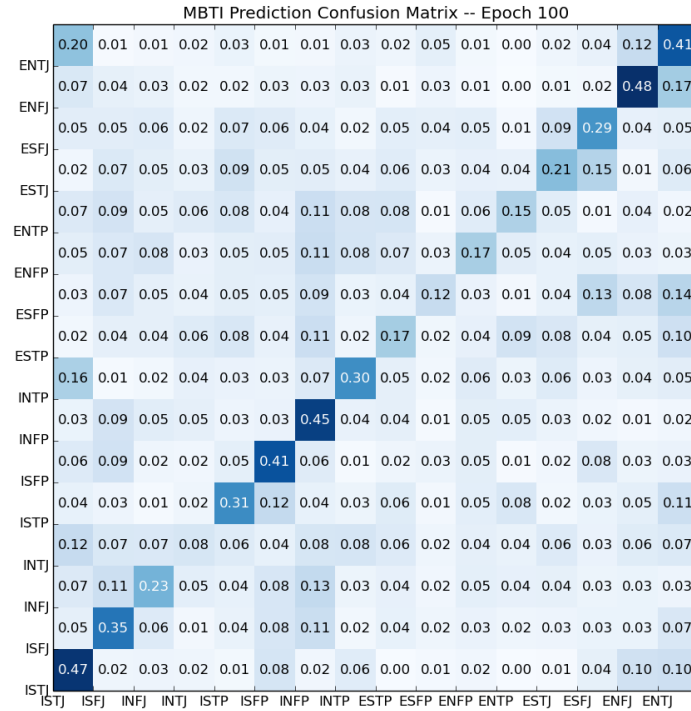 MBTI Prediction Confusion Matrix -- Epoch 100
0.20 0.01 0.01 0.02 0.03 0.01 0.01 0.03 0.02 0.05 0.01 0.00 0.02 0.04 0.12 0.41
ENTJ
0.07 0.04 0.03 0.02 0.02 0.03 0.03 0.03 0.01 0.03 0.01 0.00 0.01 0.02 0.48 0.17
ENFJ
0.05 0.05 0.06 0.02 0.07 0.06 0.04 0.02 0.05 0.04 0.05 0.01 0.09 0.29 0.04 0.05
ESFJ
0.02 0.07 0.05 0.03 0.09 0.05 0.05 0.04 0.06 0.03 0.04 0.04 0.21 0.15 0.01 0.06
ESTJ
0.07 0.09 0.05 0.06 0.08 0.04 0.11 0.08 0.08 0.01 0.06 0.15 0.05 0.01 0.04 0.02
ENTP
0.05 0.07 0.08 0.03 0.05 0.05 0.11 0.08 0.07 0.03 0.17 0.05 0.04 0.05 0.03 0.03
ENFP
0.03 0.07 0.05 0.04 0.05 0.05 0.09 0.03 0.04 0.12 0.03 0.01 0.04 0.13 0.08 0.14
ESFP
0.02 0.04 0.04 0.06 0.08 0.04 0.11 0.02 0.17 0.02 0.04 0.09 0.08 0.04 0.05 0.10
ESTP
0.16 0.01 0.02 0.04 0.03 0.03 0.07 0.30 0.05 0.02 0.06 0.03 0.06 0.03 0.04 0.05
INTP
0.03 0.09 0.05 0.05 0.03 0.03 0.45 0.04 0.04 0.01 0.05 0.05 0.03 0.02 0.01 0.02
INFP
0.06 0.09 0.02 0.02 0.05 0.41 0.06 0.01 0.02 0.03 0.05 0.01 0.02 0.08 0.03 0.03
ISFP
0.04 0.03 0.01 0.02 0.31 0.12 0.04 0.03 0.06 0.01 0.05 0.08 0.02 0.03 0.05 0.11
ISTP
0.12 0.07 0.07 0.08 0.06 0.04 0.08 0.08 0.06 0.02 0.04 0.04 0.06 0.03 0.06 0.07
INTJ
0.07 0.11 0.23 0.05 0.04 0.08 0.13 0.03 0.04 0.02 0.05 0.04 0.04 0.03 0.03 0.03
INFJ
0.05 0.35 0.06 0.01 0.04 0.08 0.11 0.02 0.04 0.02 0.03 0.02 0.03 0.03 0.03 0.07
ISFJ
0.47 0.02 0.03 0.02 0.01 0.08 0.02 0.06 0.00 0.01 0.02 0.00 0.01 0.04 0.10 0.10
ISTJ
ISTJ ISFJ INFJ INTJ ISTP ISFP INFP INTP ESTP ESFP ENFP ENTP ESTJ ESFJ ENFJ ENTJ